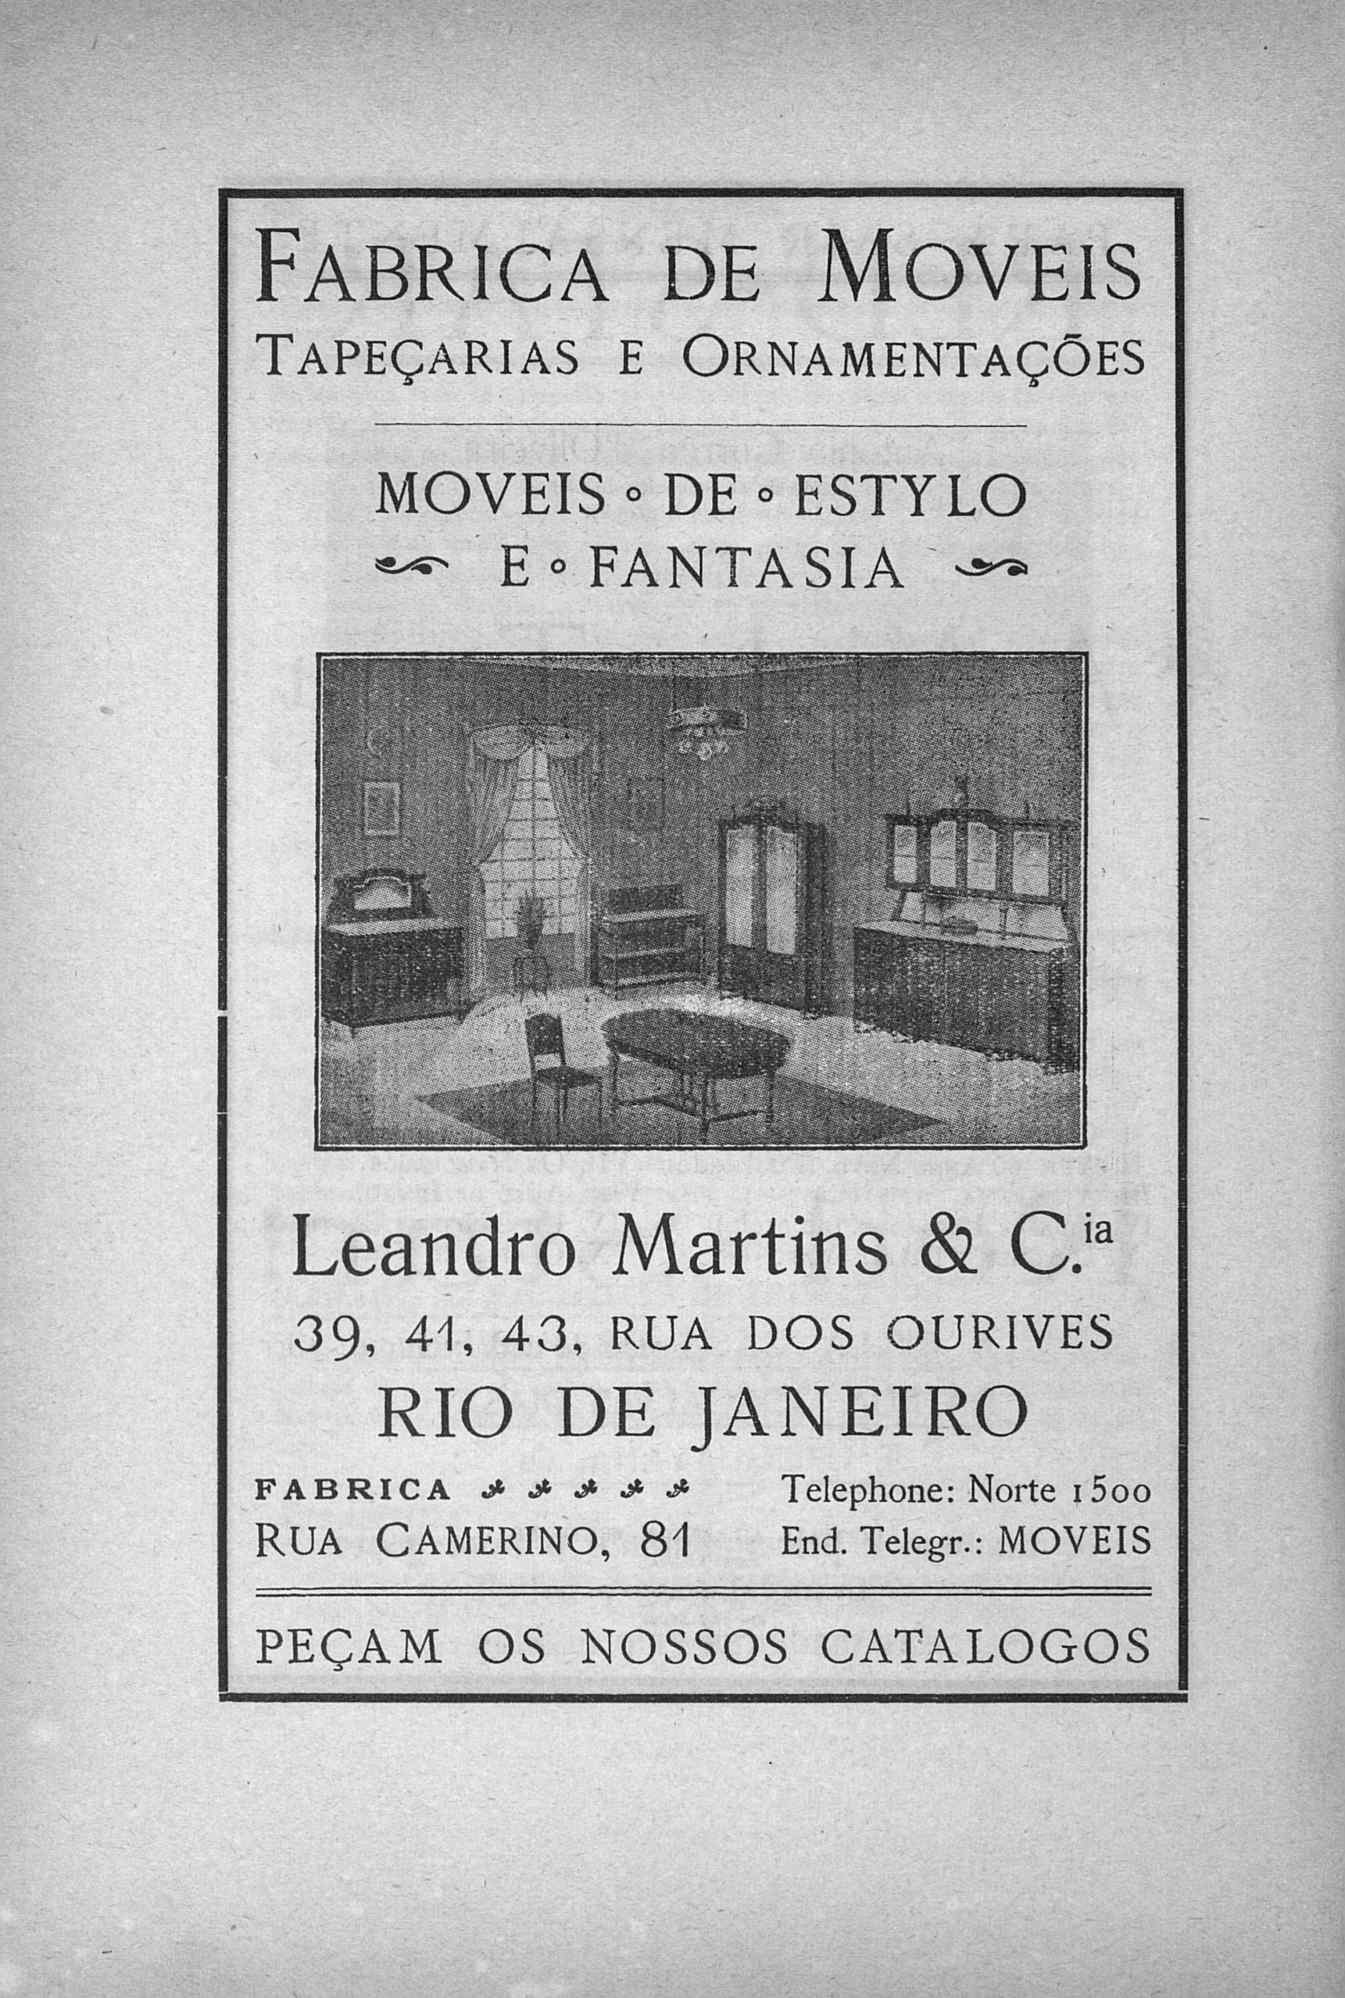 FABRICA DE MOVEIS
TAPEÇARIAS E ORNAMENTAÇÕES
MOVEIS ∘ DE ∘ ESTYLO
E ∘ FANTASIA
Leandro Martins & C.ia
39, 41, 43, RUA DOS OURIVES
RIO DE JANEIRO
FABRICA
RUA CAMERINO, 81
Telephone: Norte 1500
End. Telegr.: MOVEIS
PEÇAM OS NOSSOS CATALOGOS